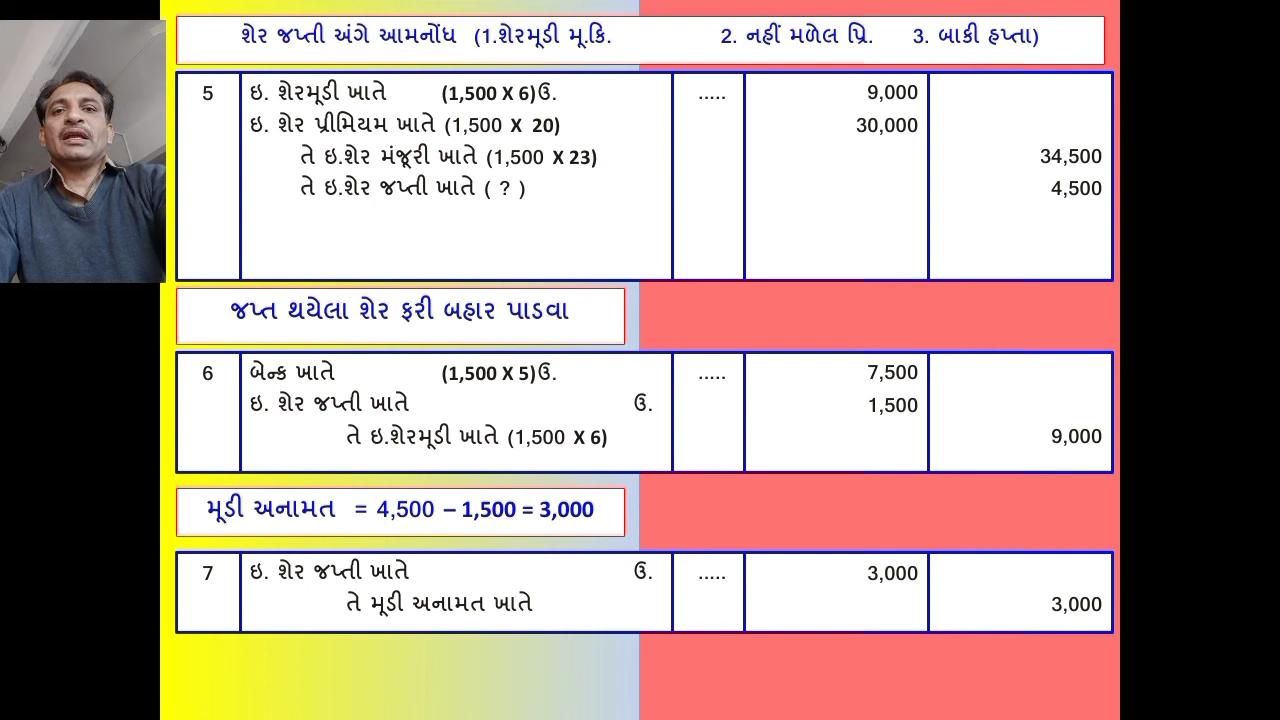 શેર જપ્તી અંગે આમનોંધ (1.શેરમૂડી મૂ.કિ. 2. નહીં મળેલ પ્રિ. 3. બાકી હપ્તા)
5 ઇ. શેરમૂડી ખાતે (1,500 X 6)ઉ. ..... 9,000
ઇ. શેર પ્રીમિયમ ખાતે (1,500 X 20) 30,000
તે ઇ.શેર મંજૂરી ખાતે (1,500 X 23) 34,500
તે ઇ.શેર જપ્તી ખાતે ( ? ) 4,500
જપ્ત થયેલા શેર ફરી બહાર પાડવા
6 બેન્ક ખાતે (1,500 X 5)ઉ. ..... 7,500
ઇ. શેર જપ્તી ખાતે ઉ. 1,500
તે ઇ.શેરમૂડી ખાતે (1,500 X 6) 9,000
મૂડી અનામત = 4,500 – 1,500 = 3,000
7 ઇ. શેર જપ્તી ખાતે ઉ. ..... 3,000
તે મૂડી અનામત ખાતે 3,000